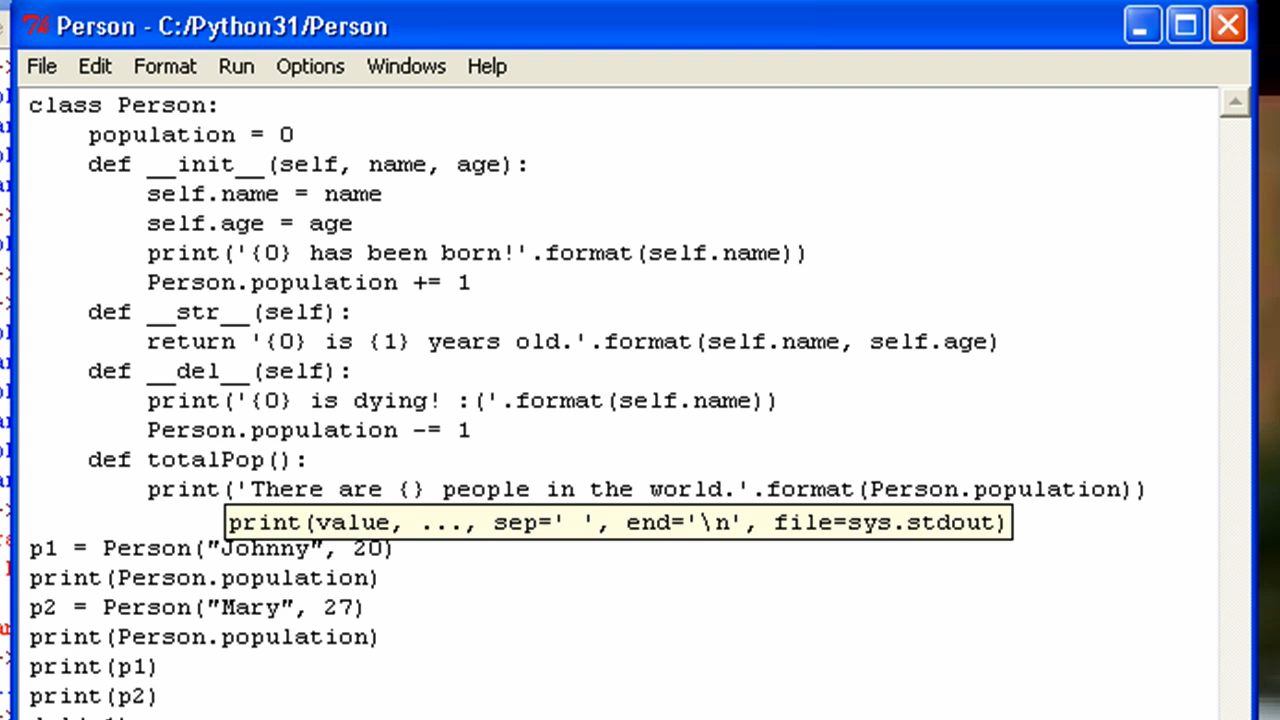 Person - C:/Python31/Person
File Edit Format Run Options Windows Help
class Person:
    population = 0
    def __init__(self, name, age):
        self.name = name
        self.age = age
        print('{0} has been born!'.format(self.name))
        Person.population += 1
    def __str__(self):
        return '{0} is {1} years old.'.format(self.name, self.age)
    def __del__(self):
        print('{0} is dying! :('.format(self.name))
        Person.population -= 1
    def totalPop():
        print('There are {} people in the world.'.format(Person.population))
print(value, ..., sep=' ', end='\n', file=sys.stdout)
p1 = Person("Johnny", 20)
print(Person.population)
p2 = Person("Mary", 27)
print(Person.population)
print(p1)
print(p2)